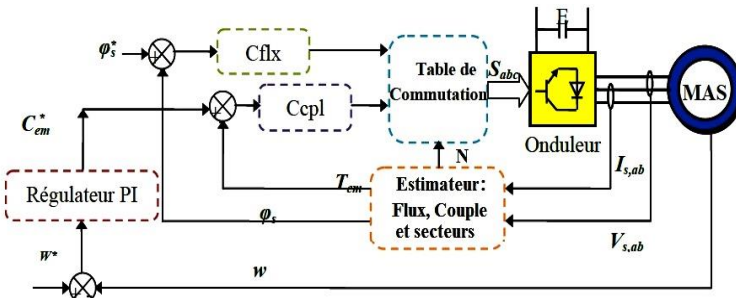 E
φs*
Cflx
Table de
Commutation
Sabc
MAS
Ccpl
Cem*
Onduleur
N
Régulateur PI
Tem
Estimateur:
Flux, Couple
et secteurs
Is,ab
φs
Vs,ab
W*
w